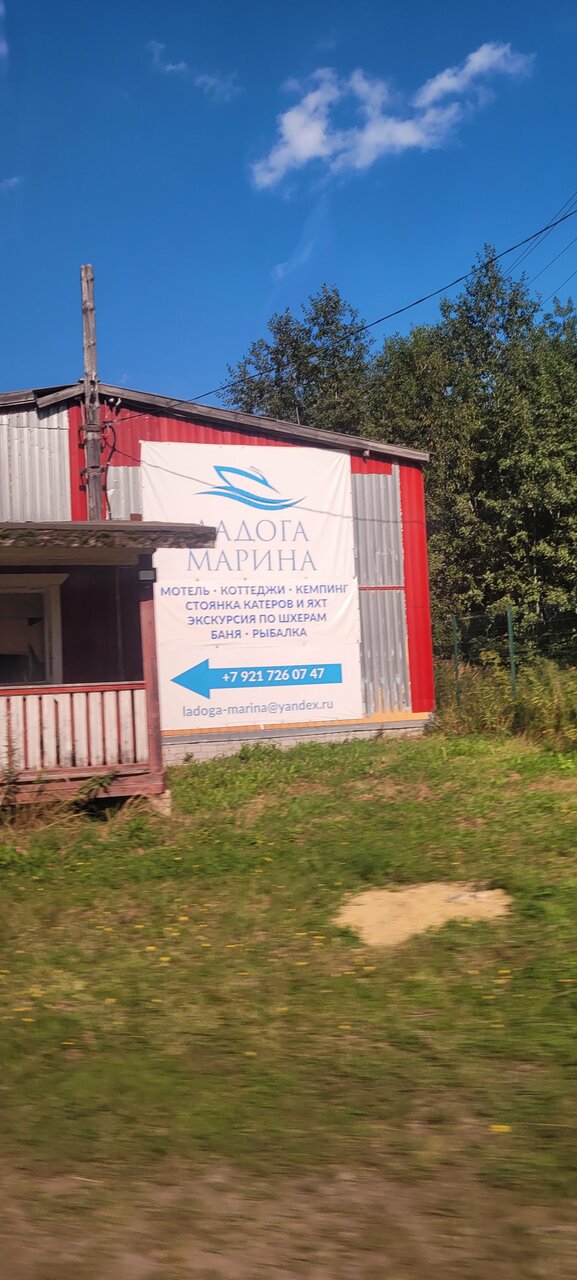 ЛАДОГА
МАРИНА
МОТЕЛЬ • КОТТЕДЖИ • КЕМПИНГ
СТОЯНКА КАТЕРОВ И ЯХТ
ЭКСКУРСИЯ ПО ШХЕРАМ
БАНЯ • РЫБАЛКА
+7 921 726 07 47
ladoga-marina@yandex.ru